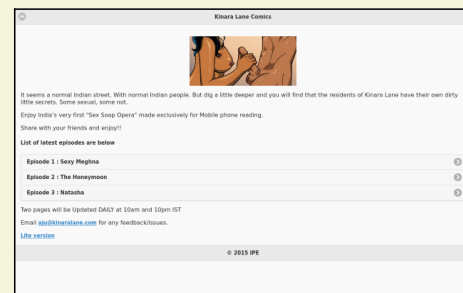 Kinara Lane Comics
It seems a normal Indian street. With normal Indian people. But dig a little deeper and you will find that the residents of Kinara Lane have their own dirty
little secrets. Some sexual, some not.
Enjoy India's very first "Sex Soap Opera" made exclusively for Mobile phone reading.
Share with your friends and enjoy!!
List of latest episodes are below
Episode 1 : Sexy Meghna
Episode 2 : The Honeymoon
Episode 3 : Natasha
Two pages will be Updated DAILY at 10am and 10pm IST
Email aju@kinaralane.com for any feedback/issues.
Lite version
© 2015 IPE